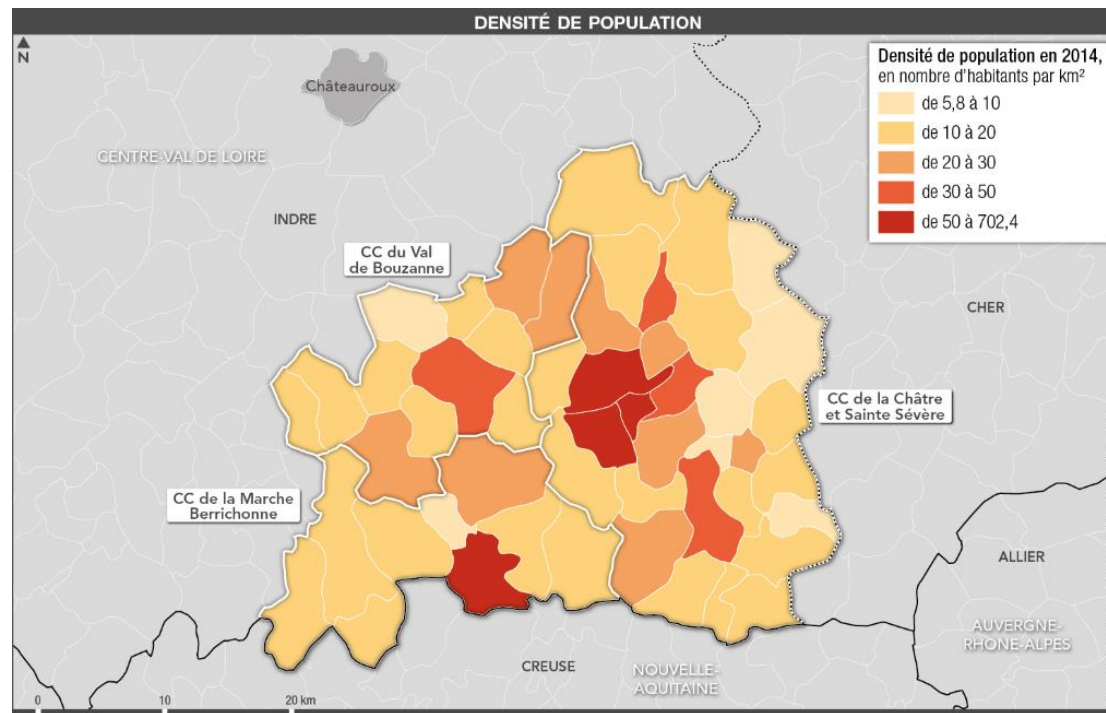 DENSITÉ DE POPULATION
N
Châteauroux
Densité de population en 2014,
en nombre d'habitants par km²
de 5,8 à 10
de 10 à 20
de 20 à 30
de 30 à 50
de 50 à 702,4
CENTRE-VAL DE LOIRE
INDRE
CC du Val
de Bouzanne
CHER
CC de la Châtre
et Sainte Sévère
CC de la Marche
Berrichonne
ALLIER
AUVERGNE-
RHONE-ALPES
CREUSE
NOUVELLE-
AQUITAINE
0 10 20 km